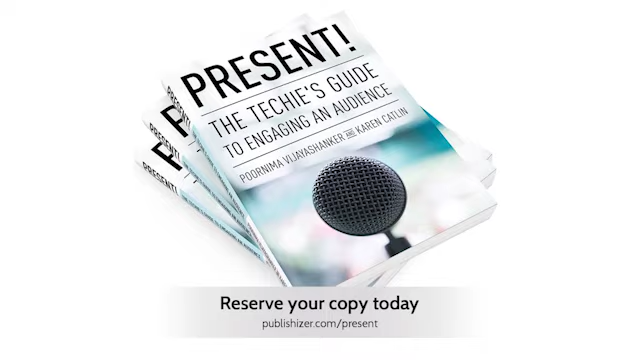 PRESENT!
THE TECHIE'S GUIDE
TO ENGAGING AN AUDIENCE
POORNIMA VIJAYASHANKER AND KAREN CATLIN
PRESENT!
Reserve your copy today
publishizer.com/present